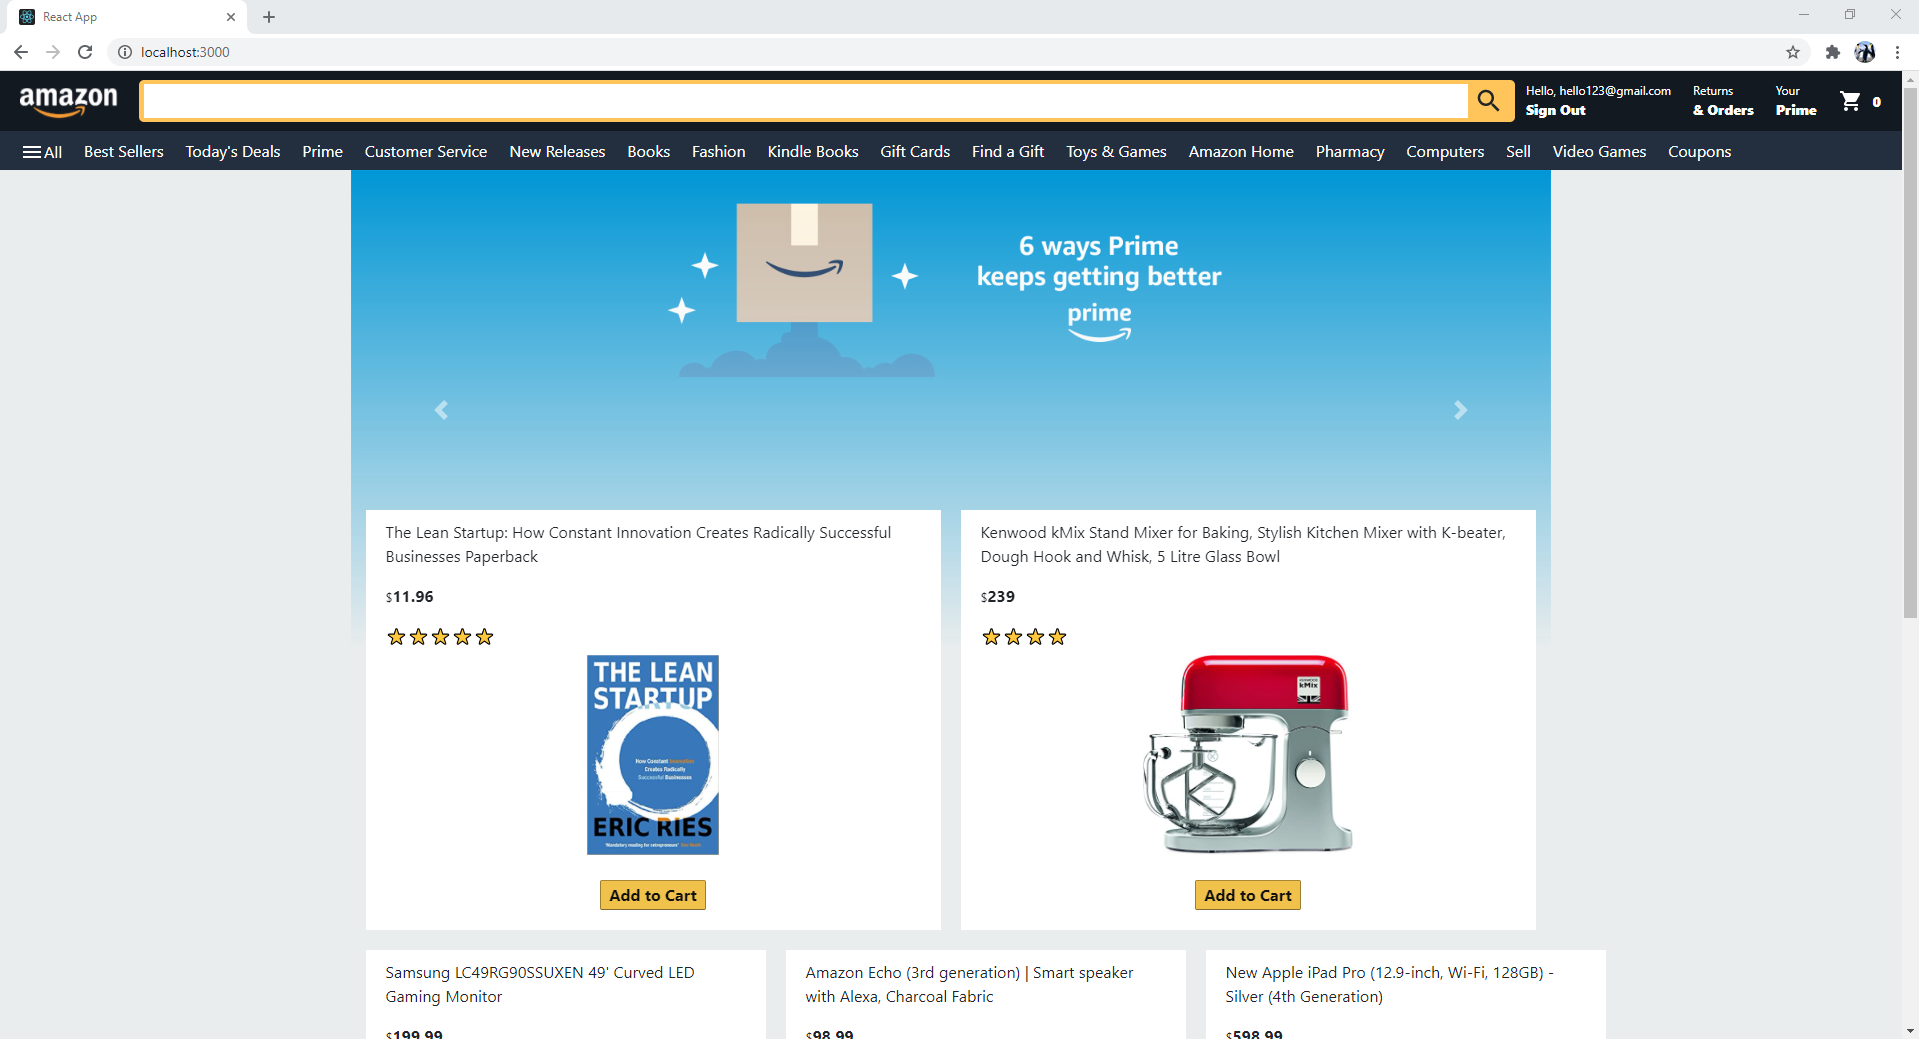 React App
localhost:3000
amazon
Hello, hello123@gmail.com
Sign Out
Returns
& Orders
Your
Prime
0
All Best Sellers Today's Deals Prime Customer Service New Releases Books Fashion Kindle Books Gift Cards Find a Gift Toys & Games Amazon Home Pharmacy Computers Sell Video Games Coupons
6 ways Prime
keeps getting better
prime
The Lean Startup: How Constant Innovation Creates Radically Successful
Businesses Paperback
$11.96
THE LEAN
STARTUP
How Constant Innovation
Creates Radically
Successful Businesses
ERIC RIES
'Mandatory reading for entrepreneurs'
Add to Cart
Kenwood kMix Stand Mixer for Baking, Stylish Kitchen Mixer with K-beater,
Dough Hook and Whisk, 5 Litre Glass Bowl
$239
KENWOOD
kMix
Add to Cart
Samsung LC49RG90SSUXEN 49' Curved LED
Gaming Monitor
$199.99
Amazon Echo (3rd generation) | Smart speaker
with Alexa, Charcoal Fabric
$98.99
New Apple iPad Pro (12.9-inch, Wi-Fi, 128GB) -
Silver (4th Generation)
$598.99